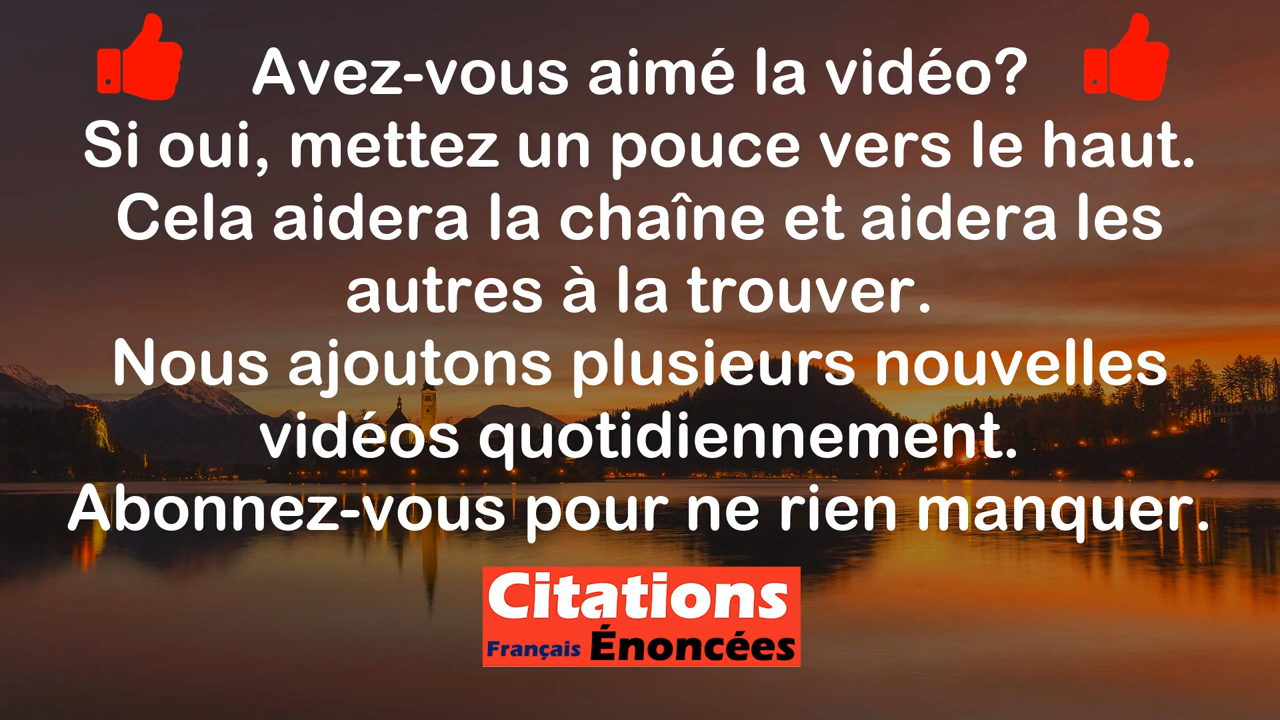 Avez-vous aimé la vidéo?
Si oui, mettez un pouce vers le haut.
Cela aidera la chaîne et aidera les
autres à la trouver.
Nous ajoutons plusieurs nouvelles
vidéos quotidiennement.
Abonnez-vous pour ne rien manquer.
Citations
Français Énoncées